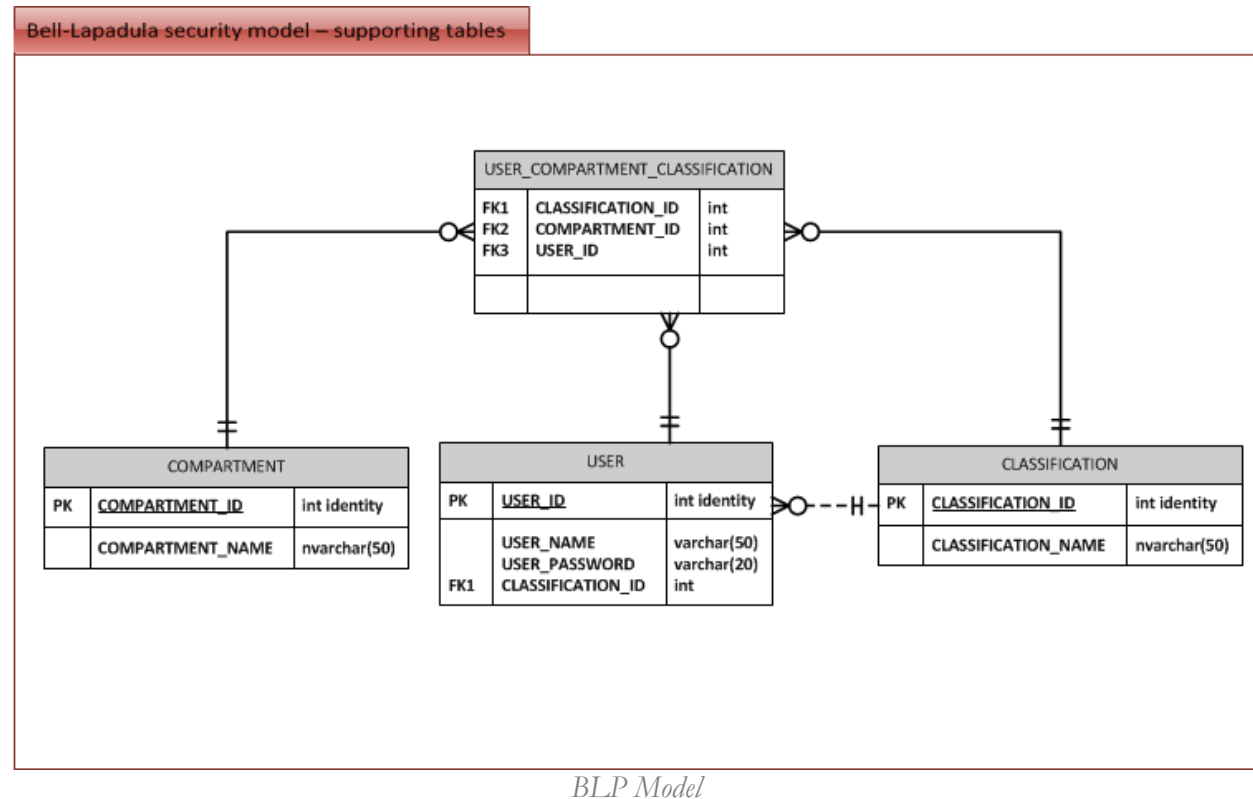 Bell-Lapadula security model – supporting tables
USER_COMPARTMENT_CLASSIFICATION
FK1 CLASSIFICATION_ID int
FK2 COMPARTMENT_ID int
FK3 USER_ID int
COMPARTMENT
PK COMPARTMENT_ID int identity
COMPARTMENT_NAME nvarchar(50)
USER
PK USER_ID int identity
USER_NAME varchar(50)
USER_PASSWORD varchar(20)
FK1 CLASSIFICATION_ID int
CLASSIFICATION
PK CLASSIFICATION_ID int identity
CLASSIFICATION_NAME nvarchar(50)
BLP Model